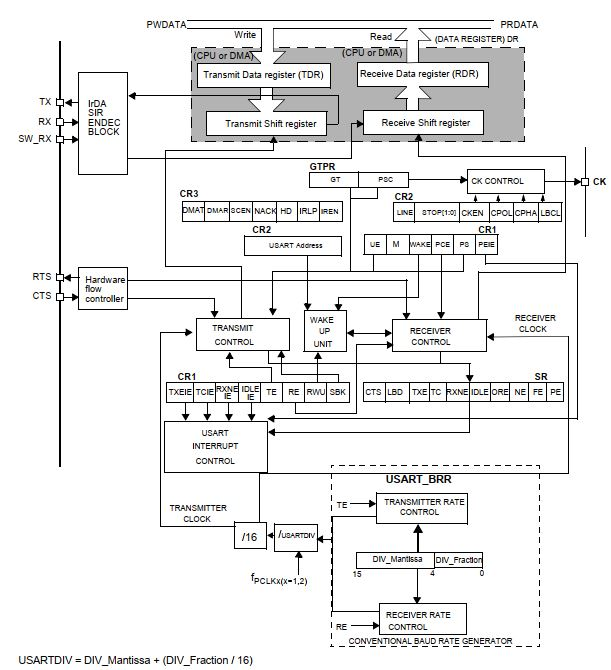 PWDATA
PRDATA
Write
Read
(DATA REGISTER) DR
(CPU or DMA)
(CPU or DMA)
Transmit Data register (TDR)
Receive Data register (RDR)
TX
RX
SW_RX
IrDA
SIR
ENDEC
BLOCK
Transmit Shift register
Receive Shift register
GTPR
GT
PSC
CK CONTROL
CK
CR3
DMAT
DMAR
SCEN
NACK
HD
IRLP
IREN
CR2
LINE
STOP[1:0]
CKEN
CPOL
CPHA
LBCL
CR2
USART Address
CR1
UE
M
WAKE
PCE
PS
PEIE
RTS
CTS
Hardware
flow
controller
TRANSMIT
CONTROL
WAKE
UP
UNIT
RECEIVER
CONTROL
RECEIVER
CLOCK
CR1
TXEIE
TCIE
RXNE
IE
IDLE
IE
TE
RE
RWU
SBK
SR
CTS
LBD
TXE
TC
RXNE
IDLE
ORE
NE
FE
PE
USART
INTERRUPT
CONTROL
USART_BRR
TRANSMITTER
CLOCK
TE
TRANSMITTER RATE
CONTROL
/16
/USARTDIV
DIV_Mantissa
DIV_Fraction
15
4
0
fPCLKx(x=1,2)
RE
RECEIVER RATE
CONTROL
CONVENTIONAL BAUD RATE GENERATOR
USARTDIV = DIV_Mantissa + (DIV_Fraction / 16)